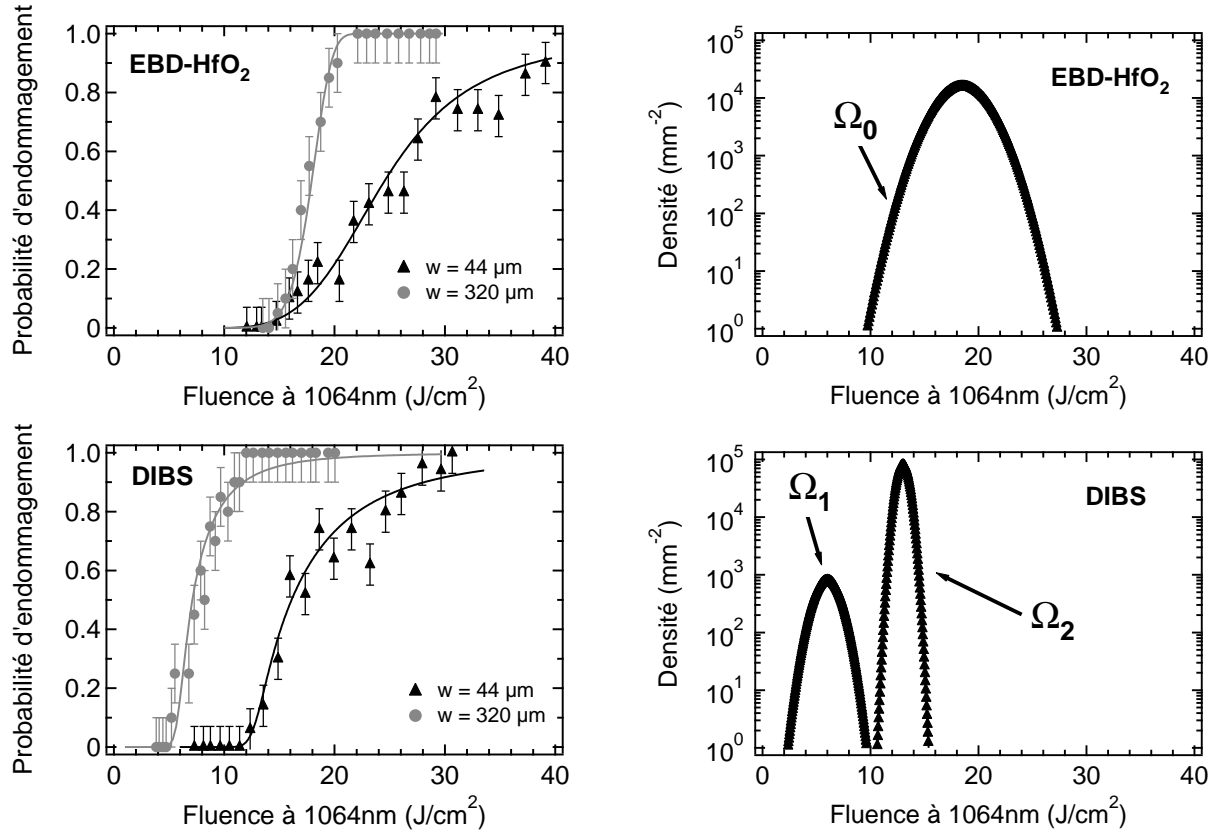 Probabilité d'endommagement
1.0
0.8
0.6
0.4
0.2
0
EBD-HfO2
w = 44 µm
w = 320 µm
0 10 20 30 40
Fluence à 1064nm (J/cm2)
Densité (mm-2)
10^5
10^4
10^3
10^2
10^1
10^0
EBD-HfO2
Ω0
0 10 20 30 40
Fluence à 1064nm (J/cm2)
Probabilité d'endommagement
1.0
0.8
0.6
0.4
0.2
0
DIBS
w = 44 µm
w = 320 µm
0 10 20 30 40
Fluence à 1064nm (J/cm2)
Densité (mm-2)
10^5
10^4
10^3
10^2
10^1
10^0
Ω1
DIBS
Ω2
0 10 20 30 40
Fluence à 1064nm (J/cm2)